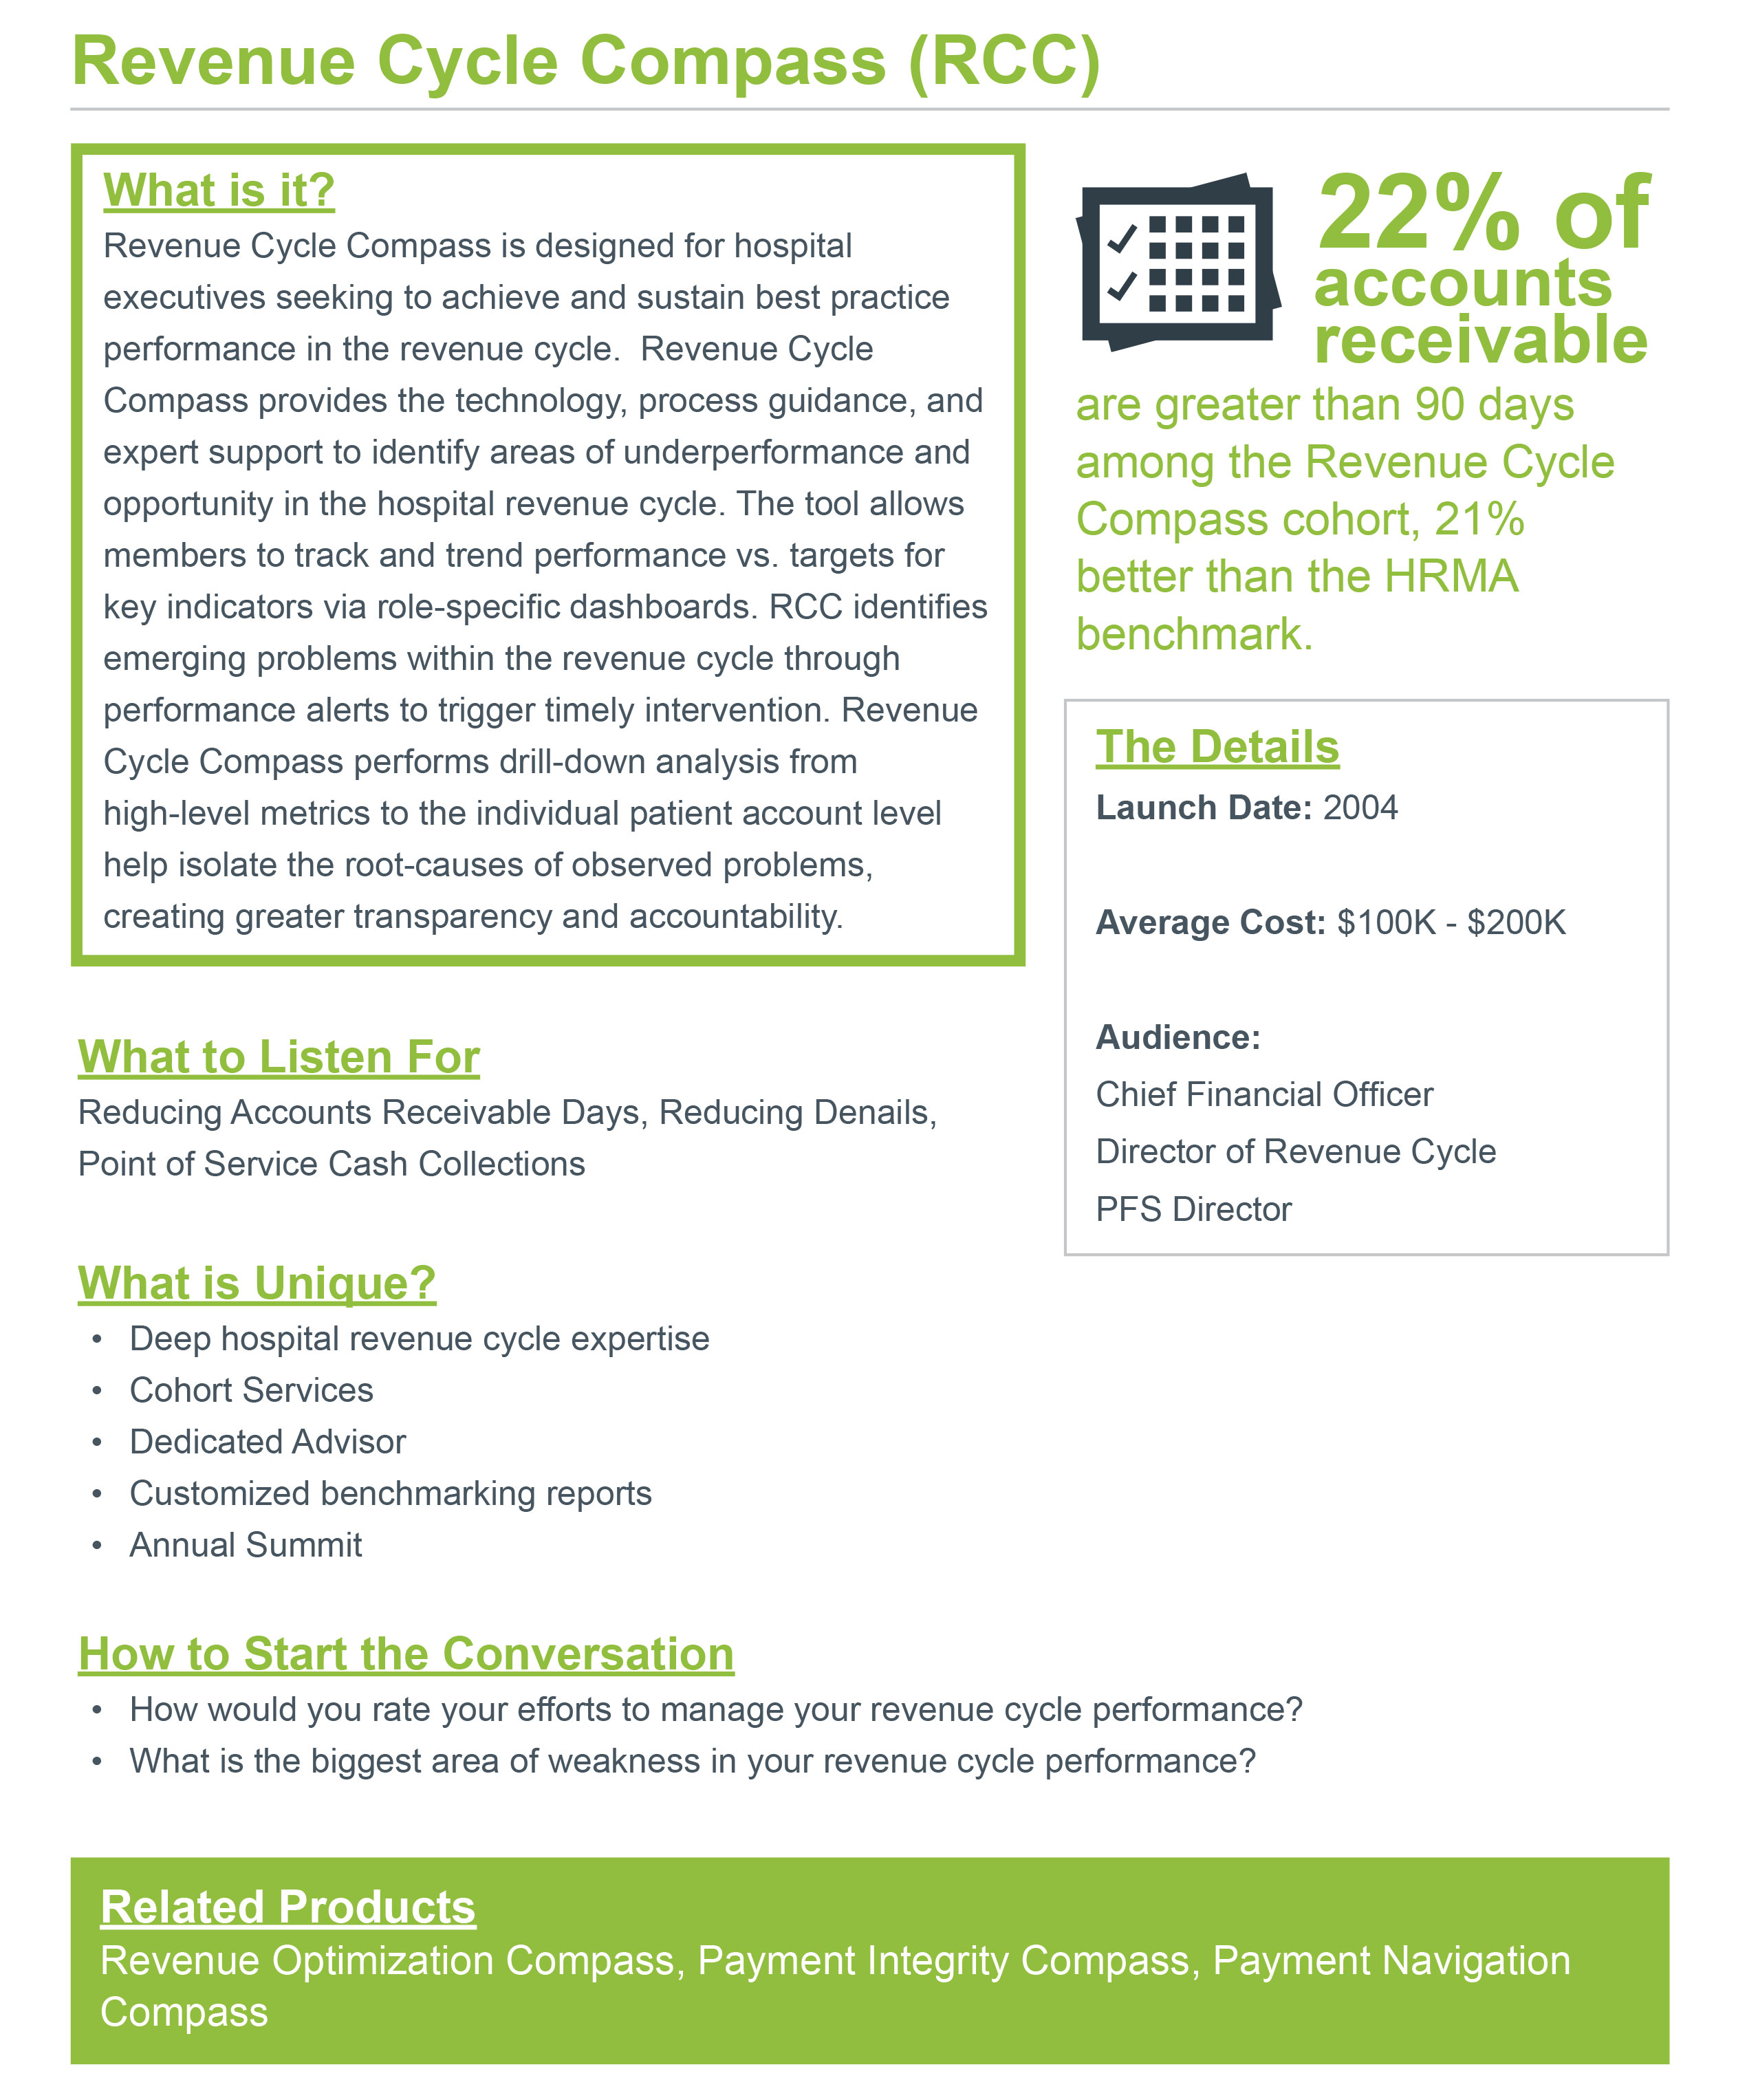 Revenue Cycle Compass (RCC)
What is it?
Revenue Cycle Compass is designed for hospital
executives seeking to achieve and sustain best practice
performance in the revenue cycle.  Revenue Cycle
Compass provides the technology, process guidance, and
expert support to identify areas of underperformance and
opportunity in the hospital revenue cycle. The tool allows
members to track and trend performance vs. targets for
key indicators via role-specific dashboards. RCC identifies
emerging problems within the revenue cycle through
performance alerts to trigger timely intervention. Revenue
Cycle Compass performs drill-down analysis from
high-level metrics to the individual patient account level
help isolate the root-causes of observed problems,
creating greater transparency and accountability.
22% of
accounts
receivable
are greater than 90 days
among the Revenue Cycle
Compass cohort, 21%
better than the HRMA
benchmark.
The Details
Launch Date: 2004
Average Cost: $100K - $200K
Audience:
Chief Financial Officer
Director of Revenue Cycle
PFS Director
What to Listen For
Reducing Accounts Receivable Days, Reducing Denails,
Point of Service Cash Collections
What is Unique?
• Deep hospital revenue cycle expertise
• Cohort Services
• Dedicated Advisor
• Customized benchmarking reports
• Annual Summit
How to Start the Conversation
• How would you rate your efforts to manage your revenue cycle performance?
• What is the biggest area of weakness in your revenue cycle performance?
Related Products
Revenue Optimization Compass, Payment Integrity Compass, Payment Navigation
Compass